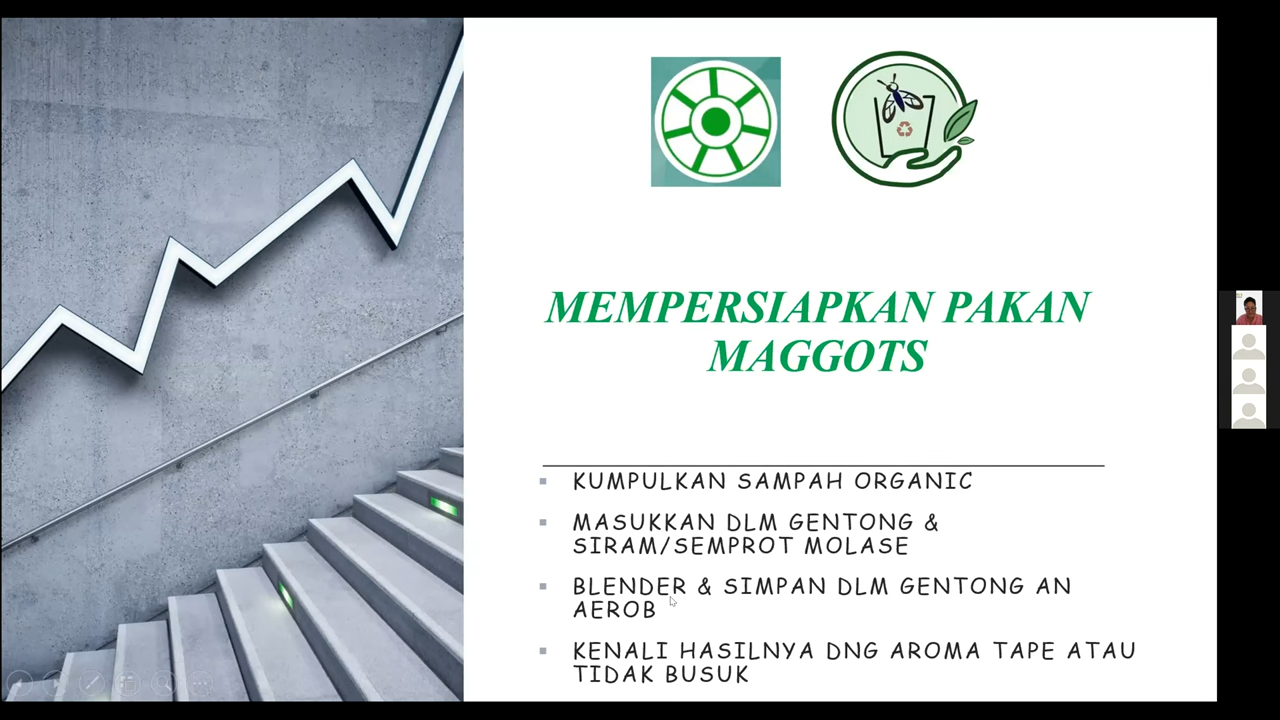 MEMPERSIAPKAN PAKAN
MAGGOTS
KUMPULKAN SAMPAH ORGANIC
MASUKKAN DLM GENTONG &
SIRAM/SEMPROT MOLASE
BLENDER & SIMPAN DLM GENTONG AN
AEROB
KENALI HASILNYA DNG AROMA TAPE ATAU
TIDAK BUSUK